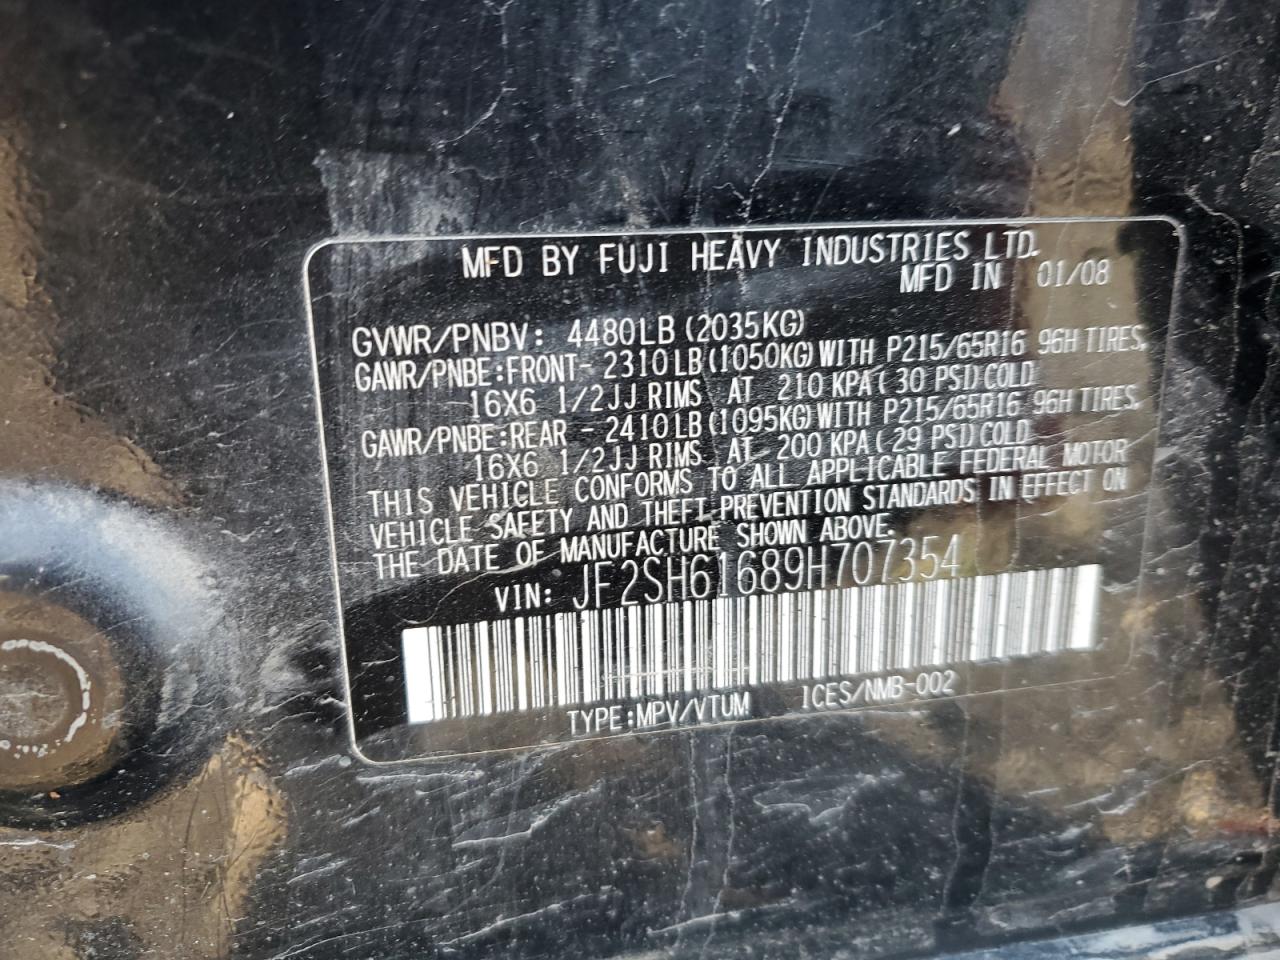 MFD BY FUJI HEAVY INDUSTRIES LTD.
MFD IN 01/08
GVWR/PNBV: 4480LB (2035KG)
GAWR/PNBE:FRONT- 2310LB(1050KG)WITH P215/65R16 96H TIRES,
16X6 1/2JJ RIMS AT 210 KPA(30 PSI)COLD
GAWR/PNBE:REAR - 2410LB(1095KG)WITH P215/65R16 96H TIRES,
16X6 1/2JJ RIMS AT 200 KPA(29 PSI)COLD
THIS VEHICLE CONFORMS TO ALL APPLICABLE FEDERAL MOTOR
VEHICLE SAFETY AND THEFT PREVENTION STANDARDS IN EFFECT ON
THE DATE OF MANUFACTURE SHOWN ABOVE.
VIN: JF2SH61689H707354
TYPE:MPV/VTUM ICES/NMB-002